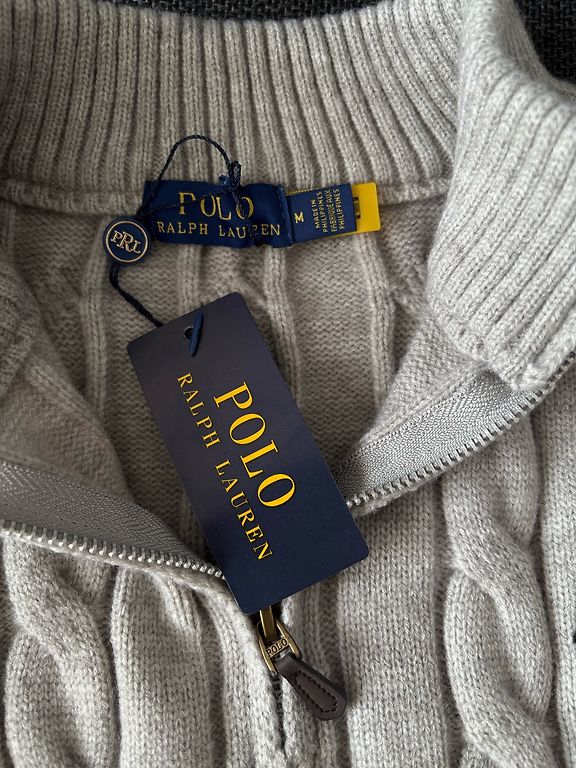 POLO
RALPH LAUREN
M
MADE IN
PHILIPPINES
FABRIQUÉ AUX
PHILIPPINES
PRL
POLO
RALPH LAUREN
POLO